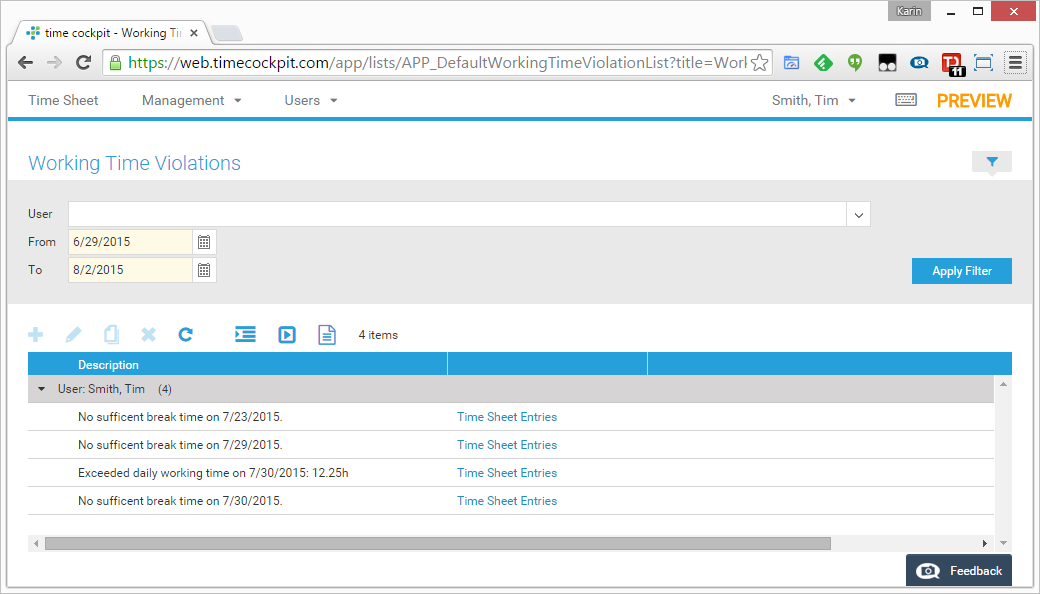 Karin
time cockpit - Working Ti
https://web.timecockpit.com/app/lists/APP_DefaultWorkingTimeViolationList?title=Worl
11
Time Sheet Management Users Smith, Tim PREVIEW
Working Time Violations
User
From 6/29/2015
To 8/2/2015
Apply Filter
4 items
Description
User: Smith, Tim (4)
No sufficent break time on 7/23/2015. Time Sheet Entries
No sufficent break time on 7/29/2015. Time Sheet Entries
Exceeded daily working time on 7/30/2015: 12.25h Time Sheet Entries
No sufficent break time on 7/30/2015. Time Sheet Entries
Feedback